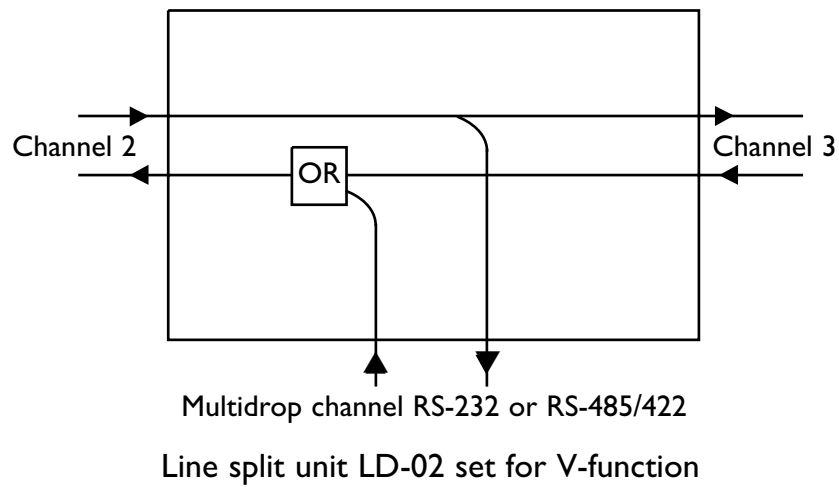 Channel 2
Channel 3
OR
Multidrop channel RS-232 or RS-485/422
Line split unit LD-02 set for V-function